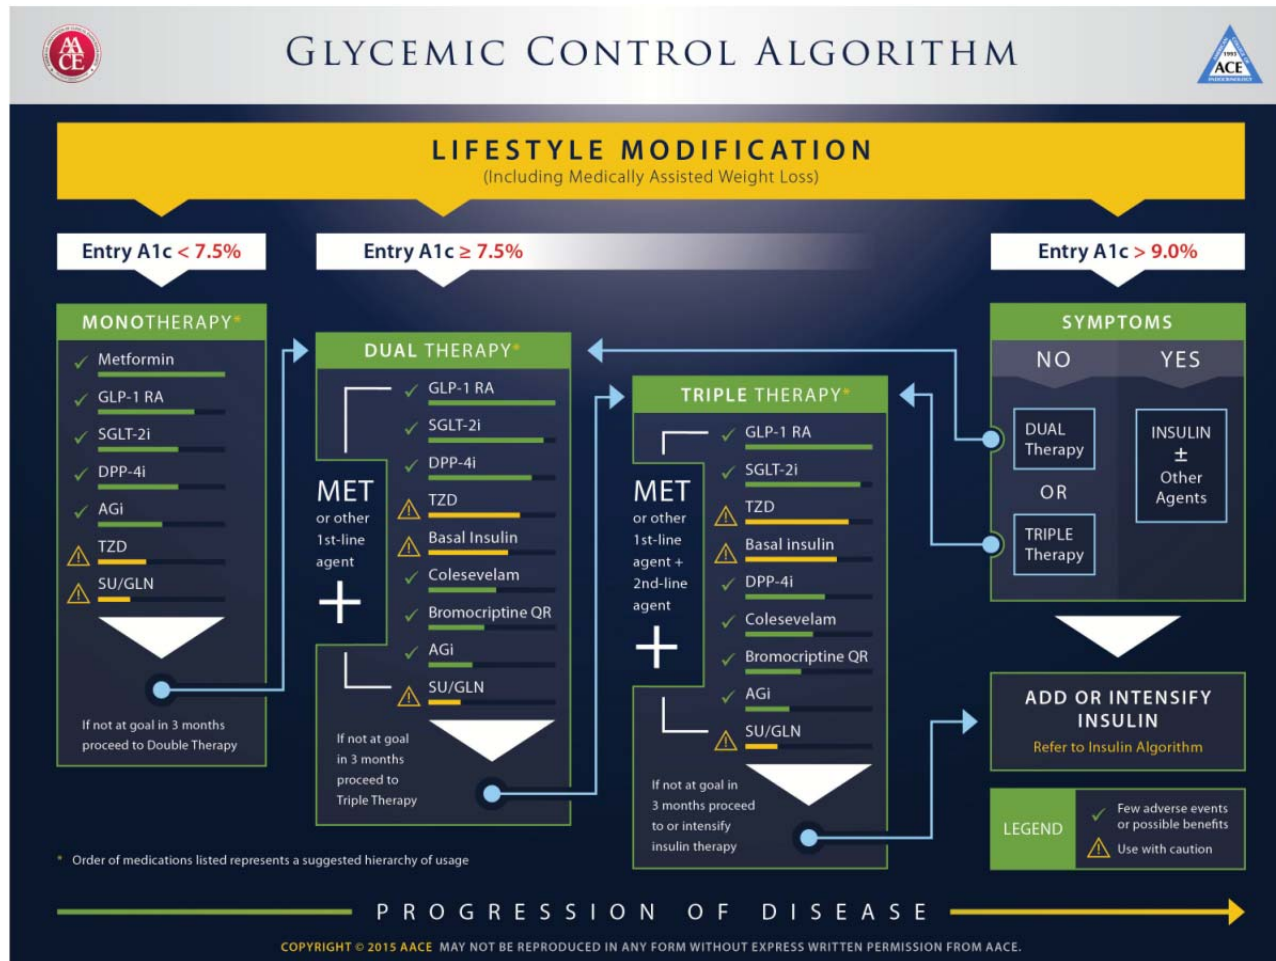 AACE
GLYCEMIC CONTROL ALGORITHM
1993
ACE
ENDOCRINOLOGY
LIFESTYLE MODIFICATION
(Including Medically Assisted Weight Loss)
Entry A1c < 7.5%
MONOTHERAPY*
Metformin
GLP-1 RA
SGLT-2i
DPP-4i
AGi
TZD
SU/GLN
If not at goal in 3 months
proceed to Double Therapy
Entry A1c ≥ 7.5%
DUAL THERAPY*
MET
or other
1st-line
agent
+
GLP-1 RA
SGLT-2i
DPP-4i
TZD
Basal Insulin
Colesevelam
Bromocriptine QR
AGi
SU/GLN
If not at goal
in 3 months
proceed to
Triple Therapy
TRIPLE THERAPY*
MET
or other
1st-line
agent +
2nd-line
agent
+
GLP-1 RA
SGLT-2i
TZD
Basal insulin
DPP-4i
Colesevelam
Bromocriptine QR
AGi
SU/GLN
If not at goal in
3 months proceed
to or intensify
insulin therapy
Entry A1c > 9.0%
SYMPTOMS
NO
DUAL
Therapy
OR
TRIPLE
Therapy
YES
INSULIN
±
Other
Agents
ADD OR INTENSIFY
INSULIN
Refer to Insulin Algorithm
LEGEND
Few adverse events
or possible benefits
Use with caution
* Order of medications listed represents a suggested hierarchy of usage
PROGRESSION OF DISEASE
COPYRIGHT © 2015 AACE MAY NOT BE REPRODUCED IN ANY FORM WITHOUT EXPRESS WRITTEN PERMISSION FROM AACE.